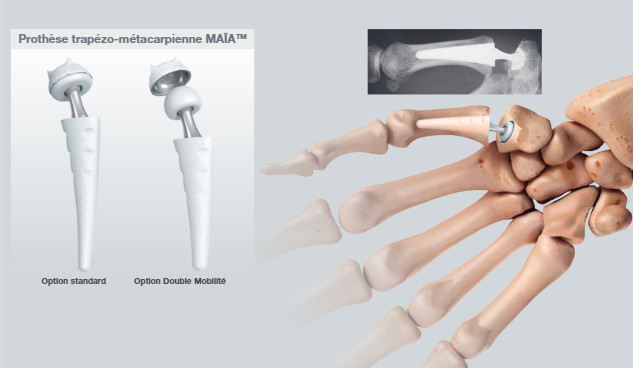 Prothèse trapézo-métacarpienne MAÏA™
Option standard
Option Double Mobilité